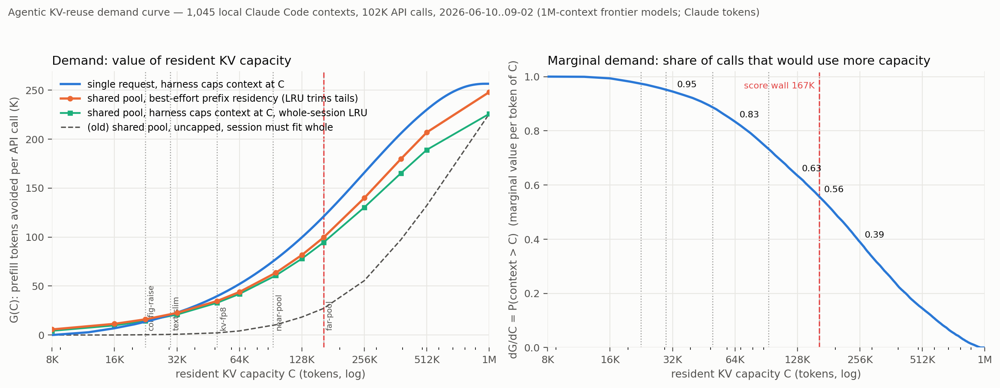 Agentic KV-reuse demand curve — 1,045 local Claude Code contexts, 102K API calls, 2026-06-10..09-02 (1M-context frontier models; Claude tokens)
Demand: value of resident KV capacity
G(C): prefill tokens avoided per API call (K)
250
200
150
100
50
0
single request, harness caps context at C
shared pool, best-effort prefix residency (LRU trims tails)
shared pool, harness caps context at C, whole-session LRU
(old) shared pool, uncapped, session must fit whole
config-raise
text-slim
kv-fp8
near-pool
far-pool
8K
16K
32K
64K
128K
256K
512K
1M
resident KV capacity C (tokens, log)
Marginal demand: share of calls that would use more capacity
dG/dC = P(context > C)  (marginal value per token of C)
1.0
0.8
0.6
0.4
0.2
0.0
0.95
score wall 167K
0.83
0.63
0.56
0.39
8K
16K
32K
64K
128K
256K
512K
1M
resident KV capacity C (tokens, log)